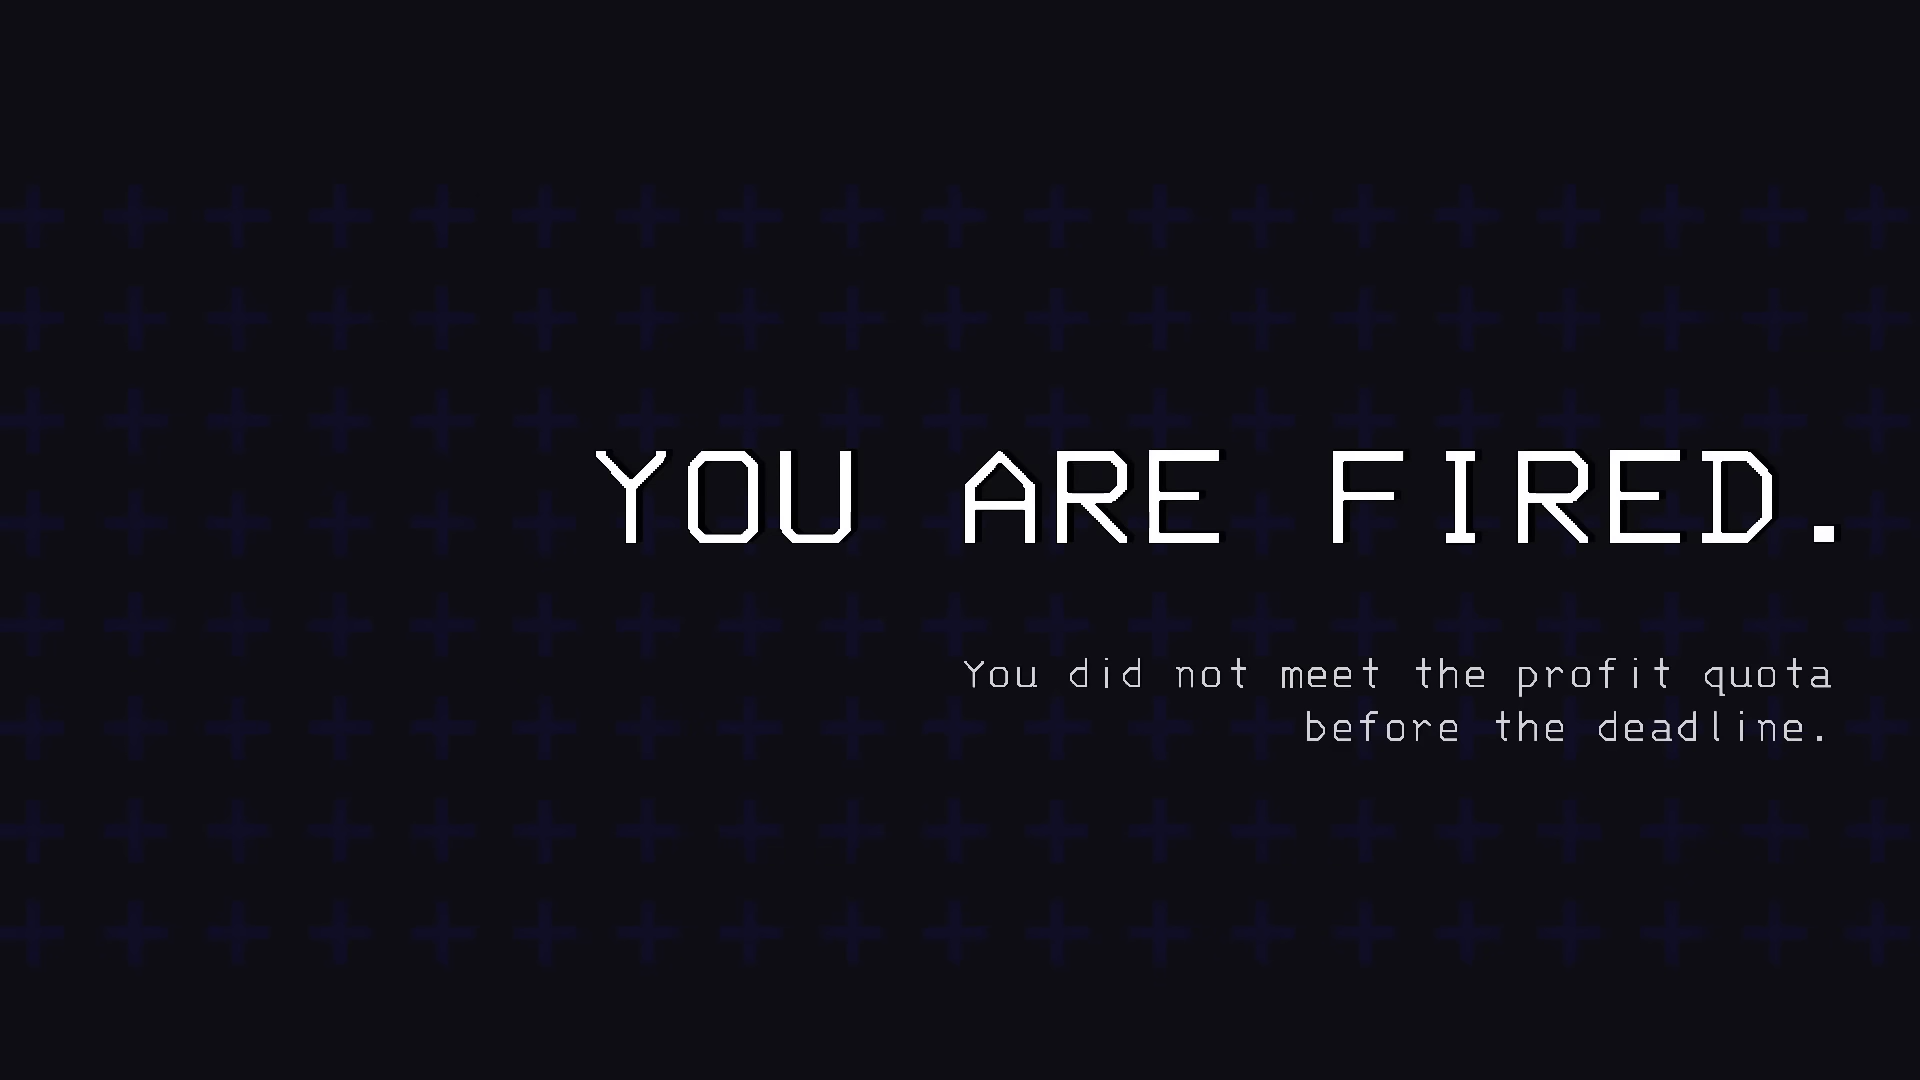 YOU ARE FIRED.
You did not meet the profit quota
before the deadline.